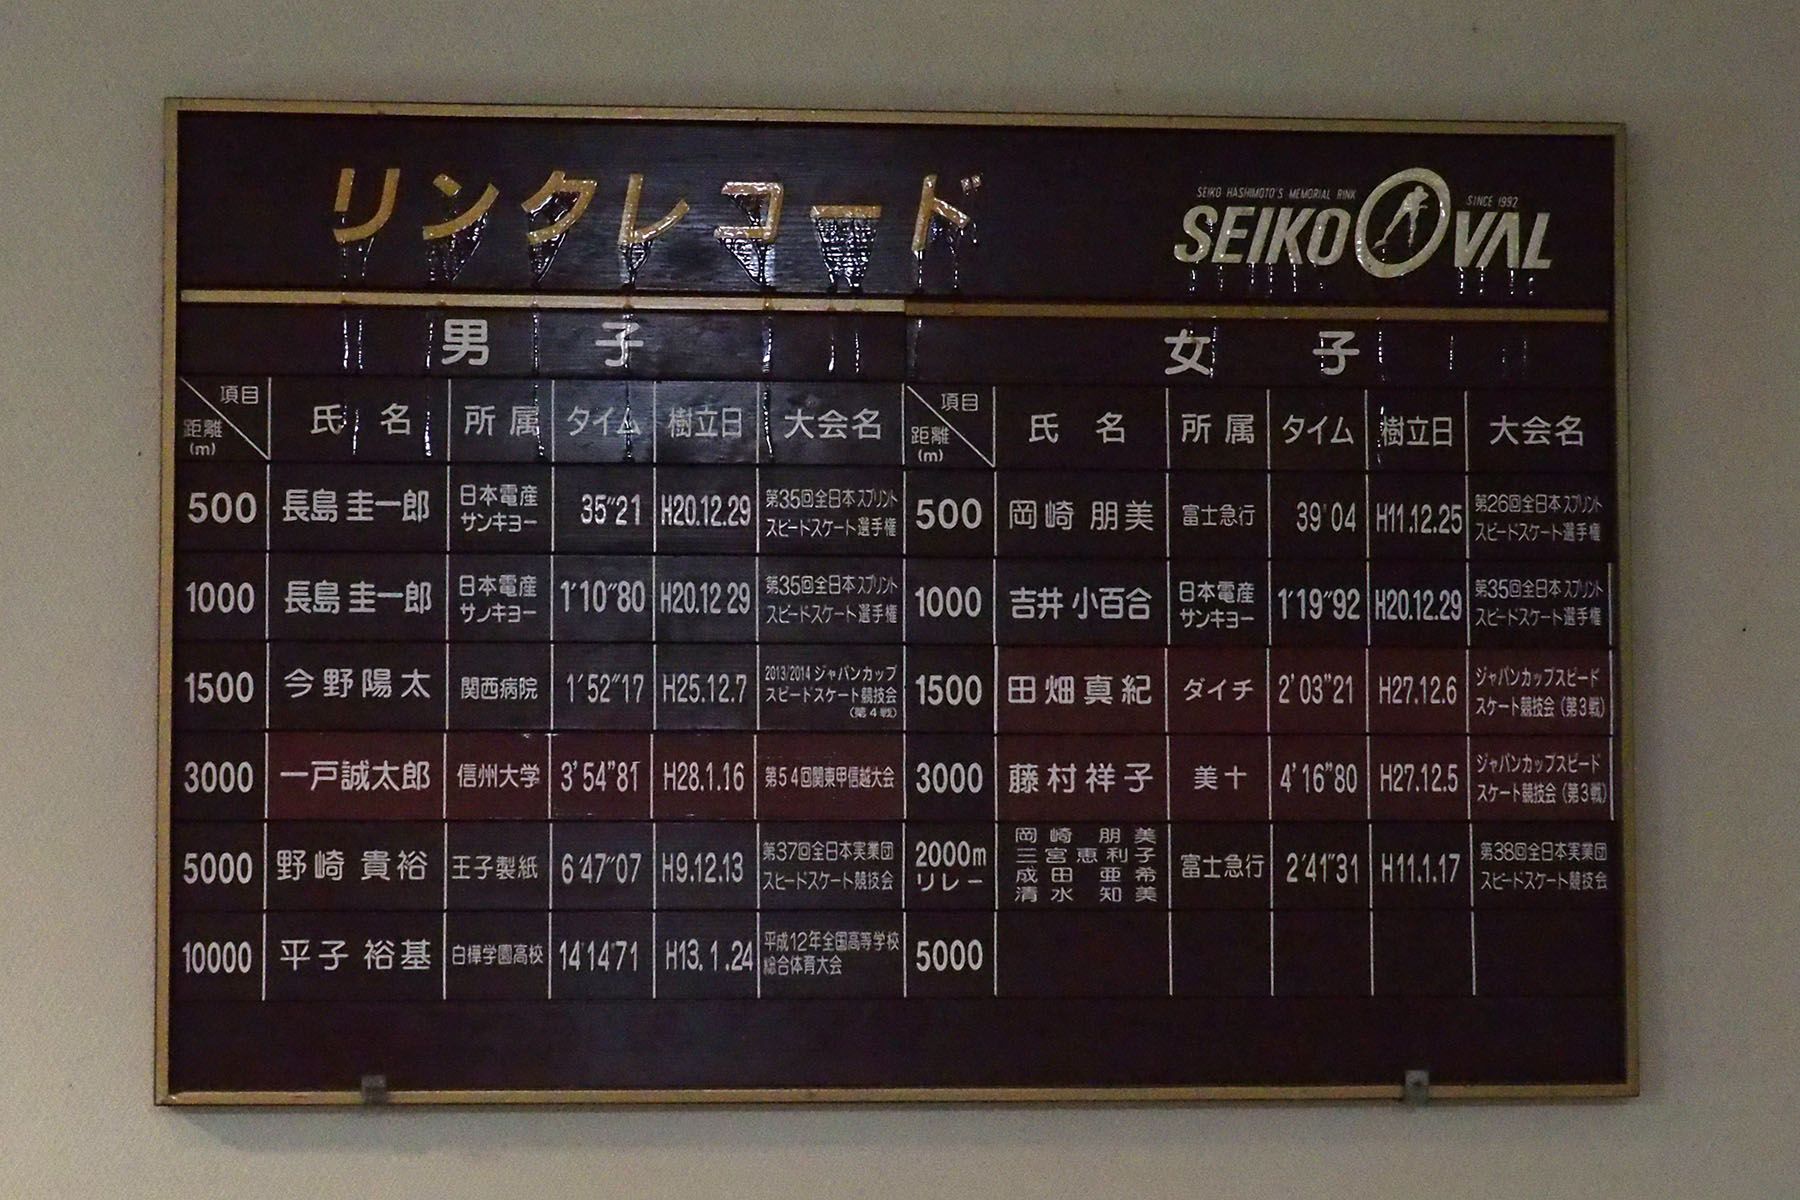 リンクレコード
SEIKO HASHIMOTO'S MEMORIAL RINK
SINCE 1992
SEIKO OVAL
男子
女子
項目
距離
(m)
氏名
所属
タイム
樹立日
大会名
項目
距離
(m)
氏名
所属
タイム
樹立日
大会名
500
長島 圭一郎
日本電産
サンキョー
35"21
H20.12.29
第35回全日本スプリント
スピードスケート選手権
500
岡崎 朋美
富士急行
39"04
H11.12.25
第26回全日本スプリント
スピードスケート選手権
1000
長島 圭一郎
日本電産
サンキョー
1'10"80
H20.12.29
第35回全日本スプリント
スピードスケート選手権
1000
吉井 小百合
日本電産
サンキョー
1'19"92
H20.12.29
第35回全日本スプリント
スピードスケート選手権
1500
今野陽太
関西病院
1'52"17
H25.12.7
2013/2014 ジャパンカップ
スピードスケート競技会
(第4戦)
1500
田畑真紀
ダイチ
2'03"21
H27.12.6
ジャパンカップスピード
スケート競技会(第3戦)
3000
一戸誠太郎
信州大学
3'54"81
H28.1.16
第54回関東甲信越大会
3000
藤村祥子
美十
4'16"80
H27.12.5
ジャパンカップスピード
スケート競技会(第3戦)
5000
野崎 貴裕
王子製紙
6'47"07
H9.12.13
第37回全日本実業団
スピードスケート競技会
2000m
リレー
岡崎 朋美
三宮恵利子
成田 亜希
清水 知美
富士急行
2'41"31
H11.1.17
第38回全日本実業団
スピードスケート競技会
10000
平子 裕基
白樺学園高校
14'14"71
H13.1.24
平成12年全国高等学校
総合体育大会
5000